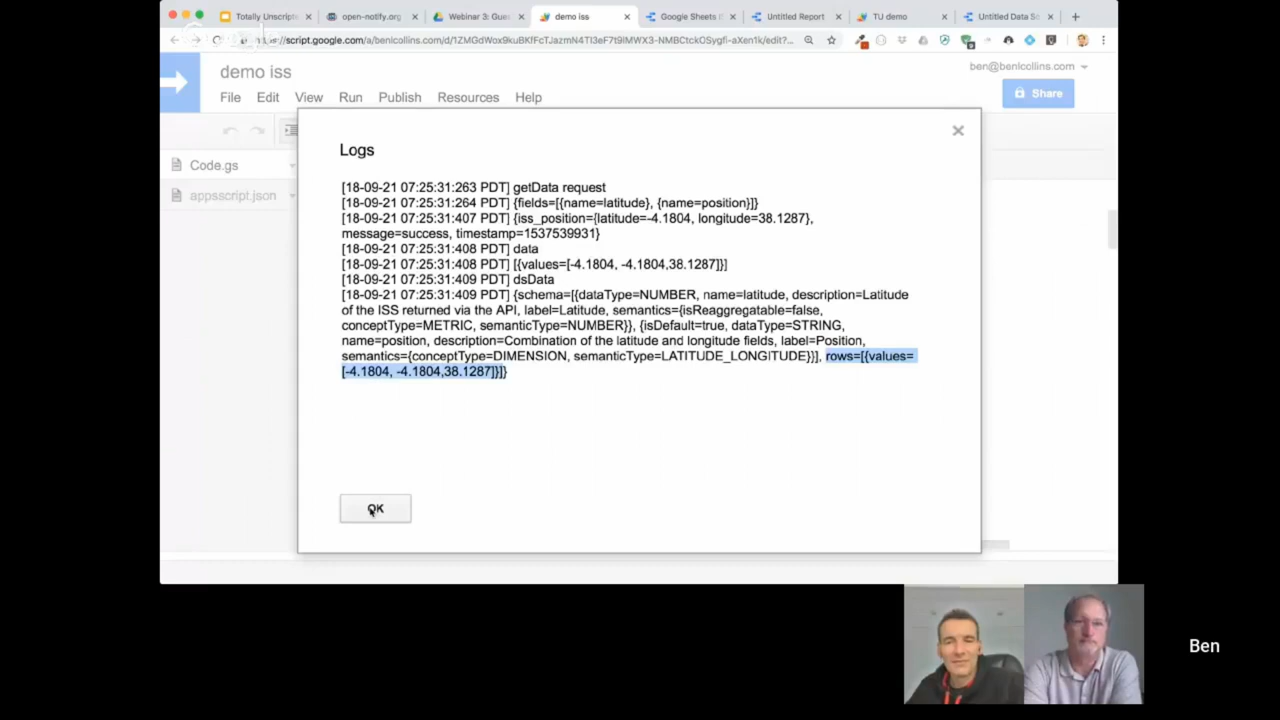 Totally Unscript
open-notify.org
Webinar 3: Gues
demo iss
Google Sheets I
Untitled Report
TU demo
Untitled Data So
script.google.com/a/benlcollins.com/d/1ZMGdWox9kuBKfFcTJazmN4TI3eF7t9IMWX3-NMBCtckOSygfi-aXen1k/edit?...
demo iss
ben@benlcollins.com
File Edit View Run Publish Resources Help
Share
Code.gs
appsscript.json
Logs
[18-09-21 07:25:31:263 PDT] getData request
[18-09-21 07:25:31:264 PDT] {fields=[{name=latitude}, {name=position}]}
[18-09-21 07:25:31:407 PDT] {iss_position={latitude=-4.1804, longitude=38.1287},
message=success, timestamp=1537539931}
[18-09-21 07:25:31:408 PDT] data
[18-09-21 07:25:31:408 PDT] [{values=[-4.1804, -4.1804,38.1287]}]
[18-09-21 07:25:31:409 PDT] dsData
[18-09-21 07:25:31:409 PDT] {schema=[{dataType=NUMBER, name=latitude, description=Latitude
of the ISS returned via the API, label=Latitude, semantics={isReaggregatable=false,
conceptType=METRIC, semanticType=NUMBER}}, {isDefault=true, dataType=STRING,
name=position, description=Combination of the latitude and longitude fields, label=Position,
semantics={conceptType=DIMENSION, semanticType=LATITUDE_LONGITUDE}}], rows=[{values=
[-4.1804, -4.1804,38.1287]}]}
OK
Ben